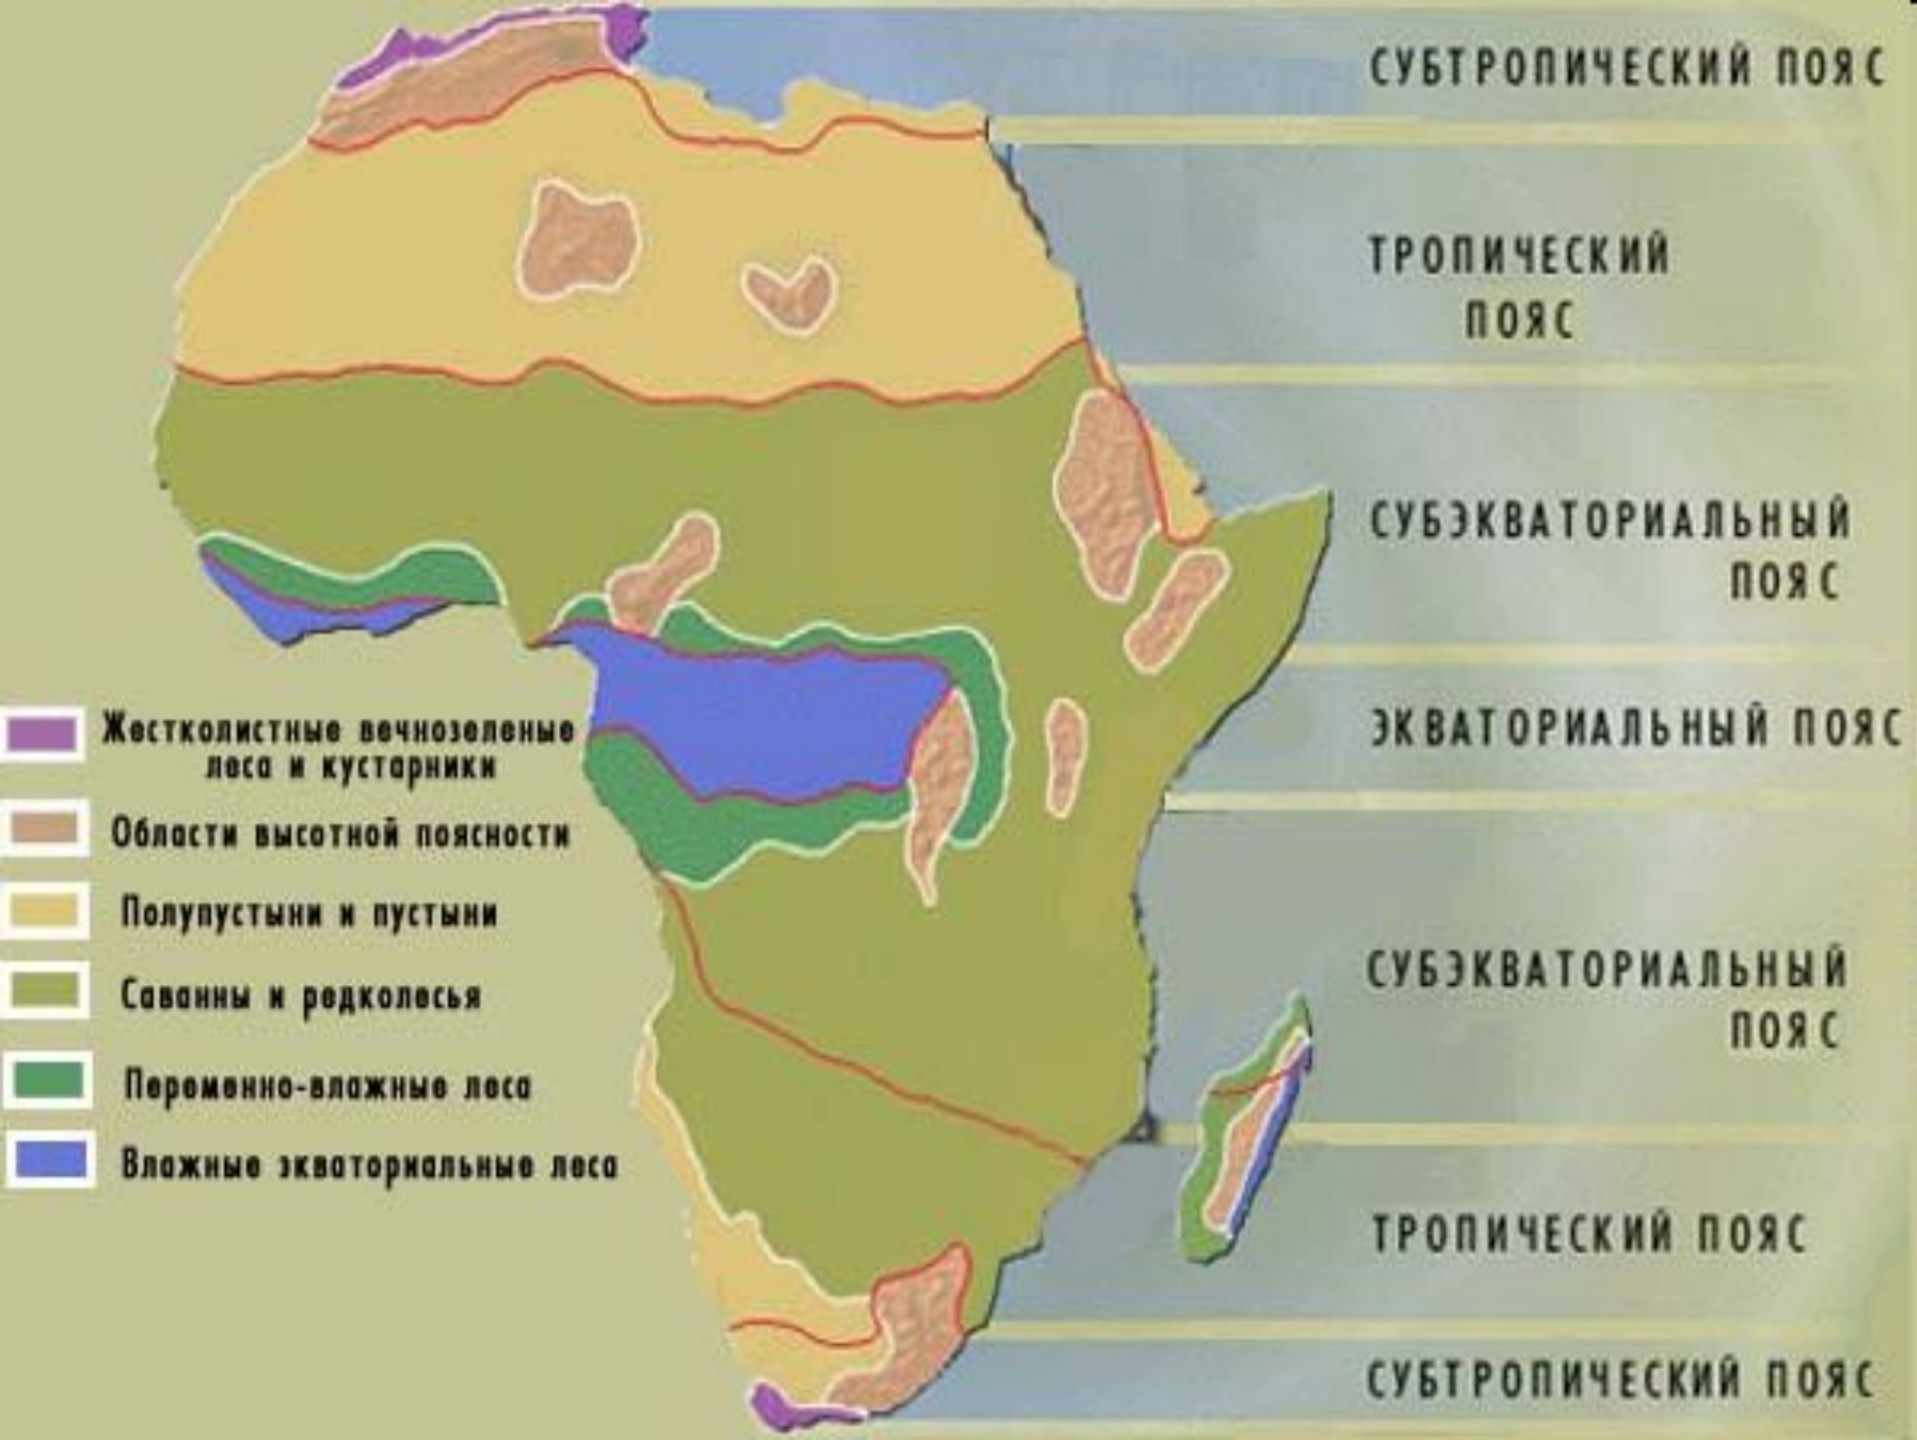 СУБТРОПИЧЕСКИЙ ПОЯС
ТРОПИЧЕСКИЙ
ПОЯС
СУБЭКВАТОРИАЛЬНЫЙ
ПОЯС
ЭКВАТОРИАЛЬНЫЙ ПОЯС
СУБЭКВАТОРИАЛЬНЫЙ
ПОЯС
ТРОПИЧЕСКИЙ ПОЯС
СУБТРОПИЧЕСКИЙ ПОЯС
Жестколистные вечнозеленые
леса и кустарники
Области высотной поясности
Полупустыни и пустыни
Саванны и редколесья
Переменно-влажные леса
Влажные экваториальные леса